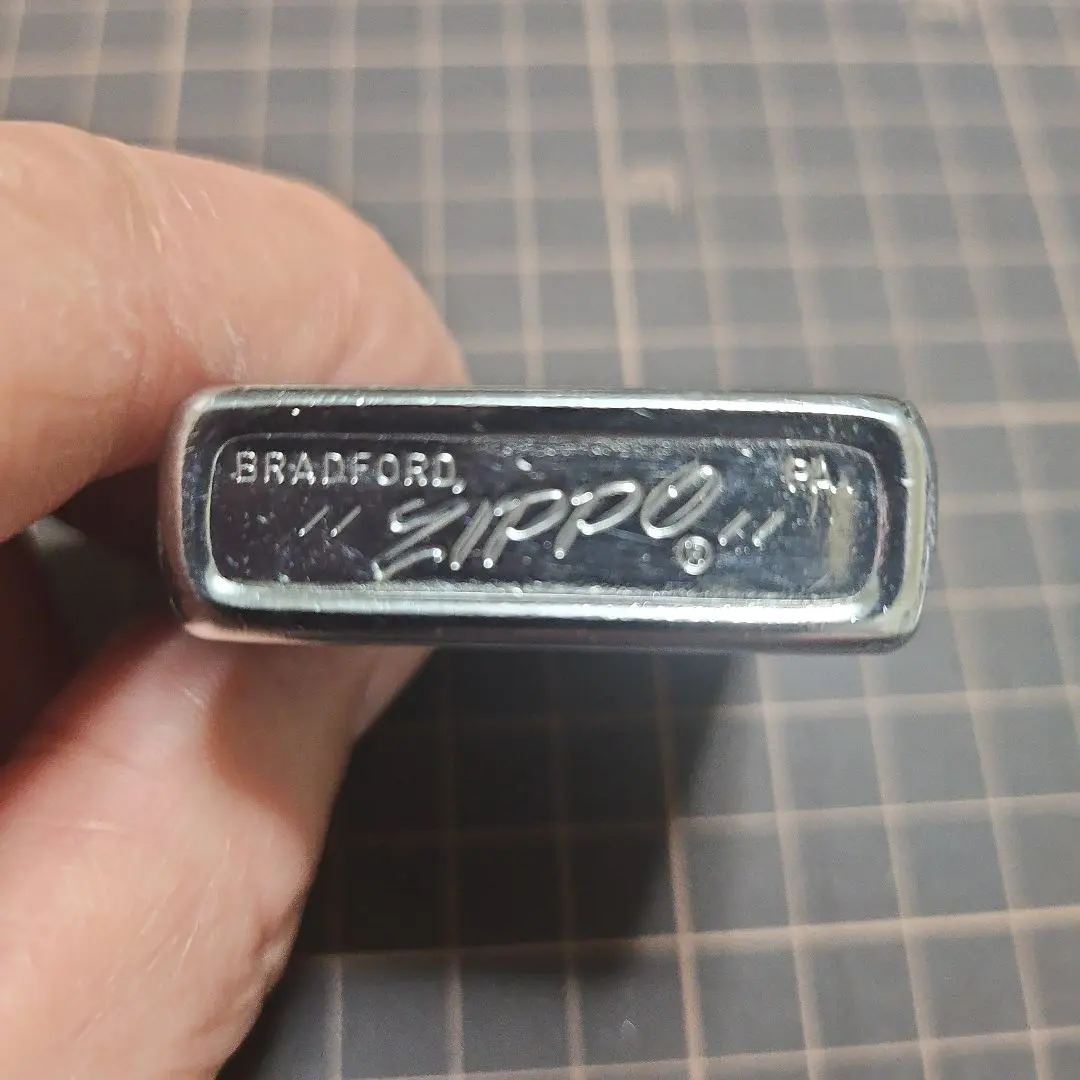 BRADFORD, PA.
// ZIPPO ® //